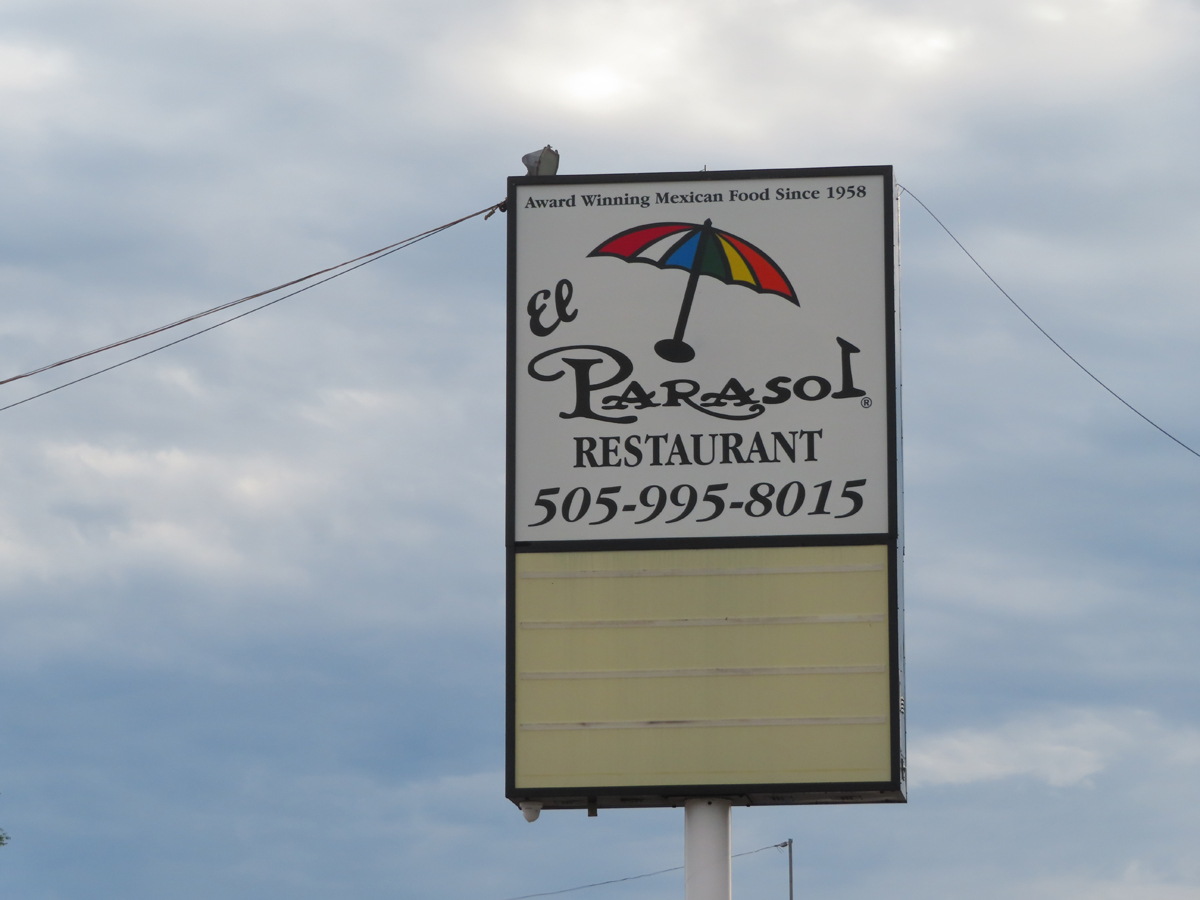 Award Winning Mexican Food Since 1958
El
PARASOl®
RESTAURANT
505-995-8015